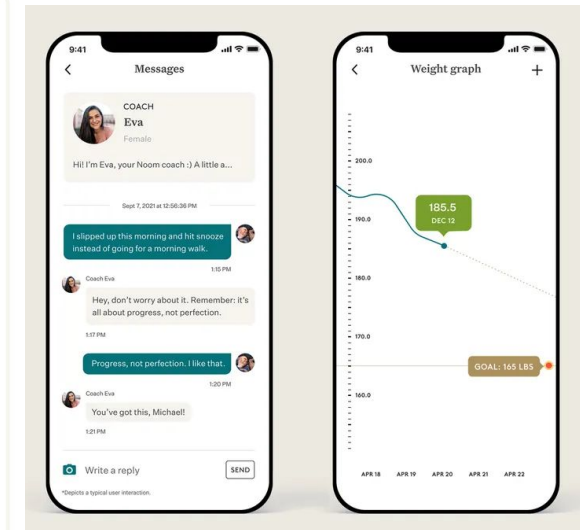 9:41
Messages
COACH
Eva
Female
Hi! I'm Eva, your Noom coach :) A little a...
Sept 7, 2021 at 12:56:36 PM
I slipped up this morning and hit snooze
instead of going for a morning walk.
1:15 PM
Coach Eva
Hey, don't worry about it. Remember: it's
all about progress, not perfection.
1:17 PM
Progress, not perfection. I like that.
1:20 PM
Coach Eva
You've got this, Michael!
1:21 PM
Write a reply
SEND
*Depicts a typical user interaction.
9:41
Weight graph
+
200.0
185.5
DEC 12
190.0
180.0
170.0
GOAL: 165 LBS
160.0
APR 18 APR 19 APR 20 APR 21 APR 22